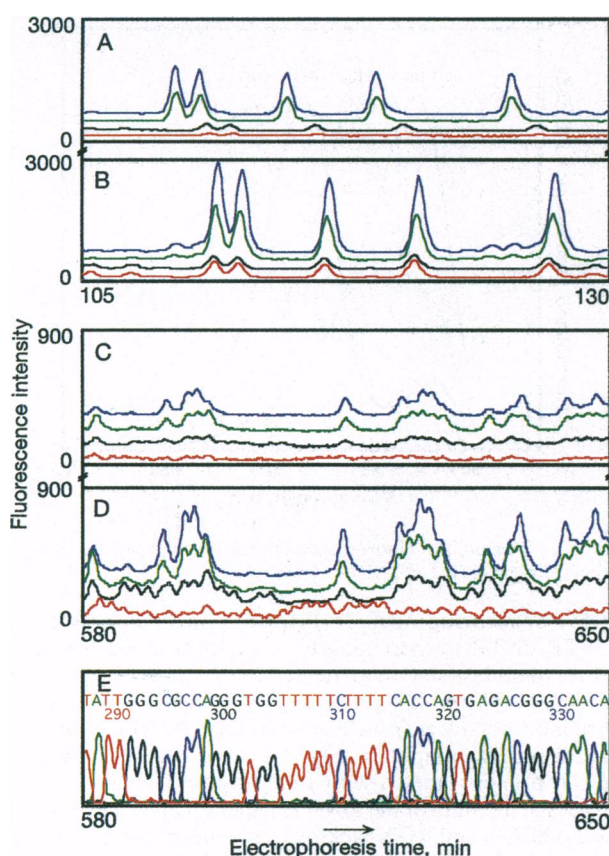 3000
A
0
3000
B
0
105
130
900
C
0
900
D
0
580
650
E
TATTGGGCGCCAGGGTGGTTTTTCTTTTCACCAGTGAGACGGGCAACA
290
300
310
320
330
580
650
Electrophoresis time, min
Fluorescence intensity